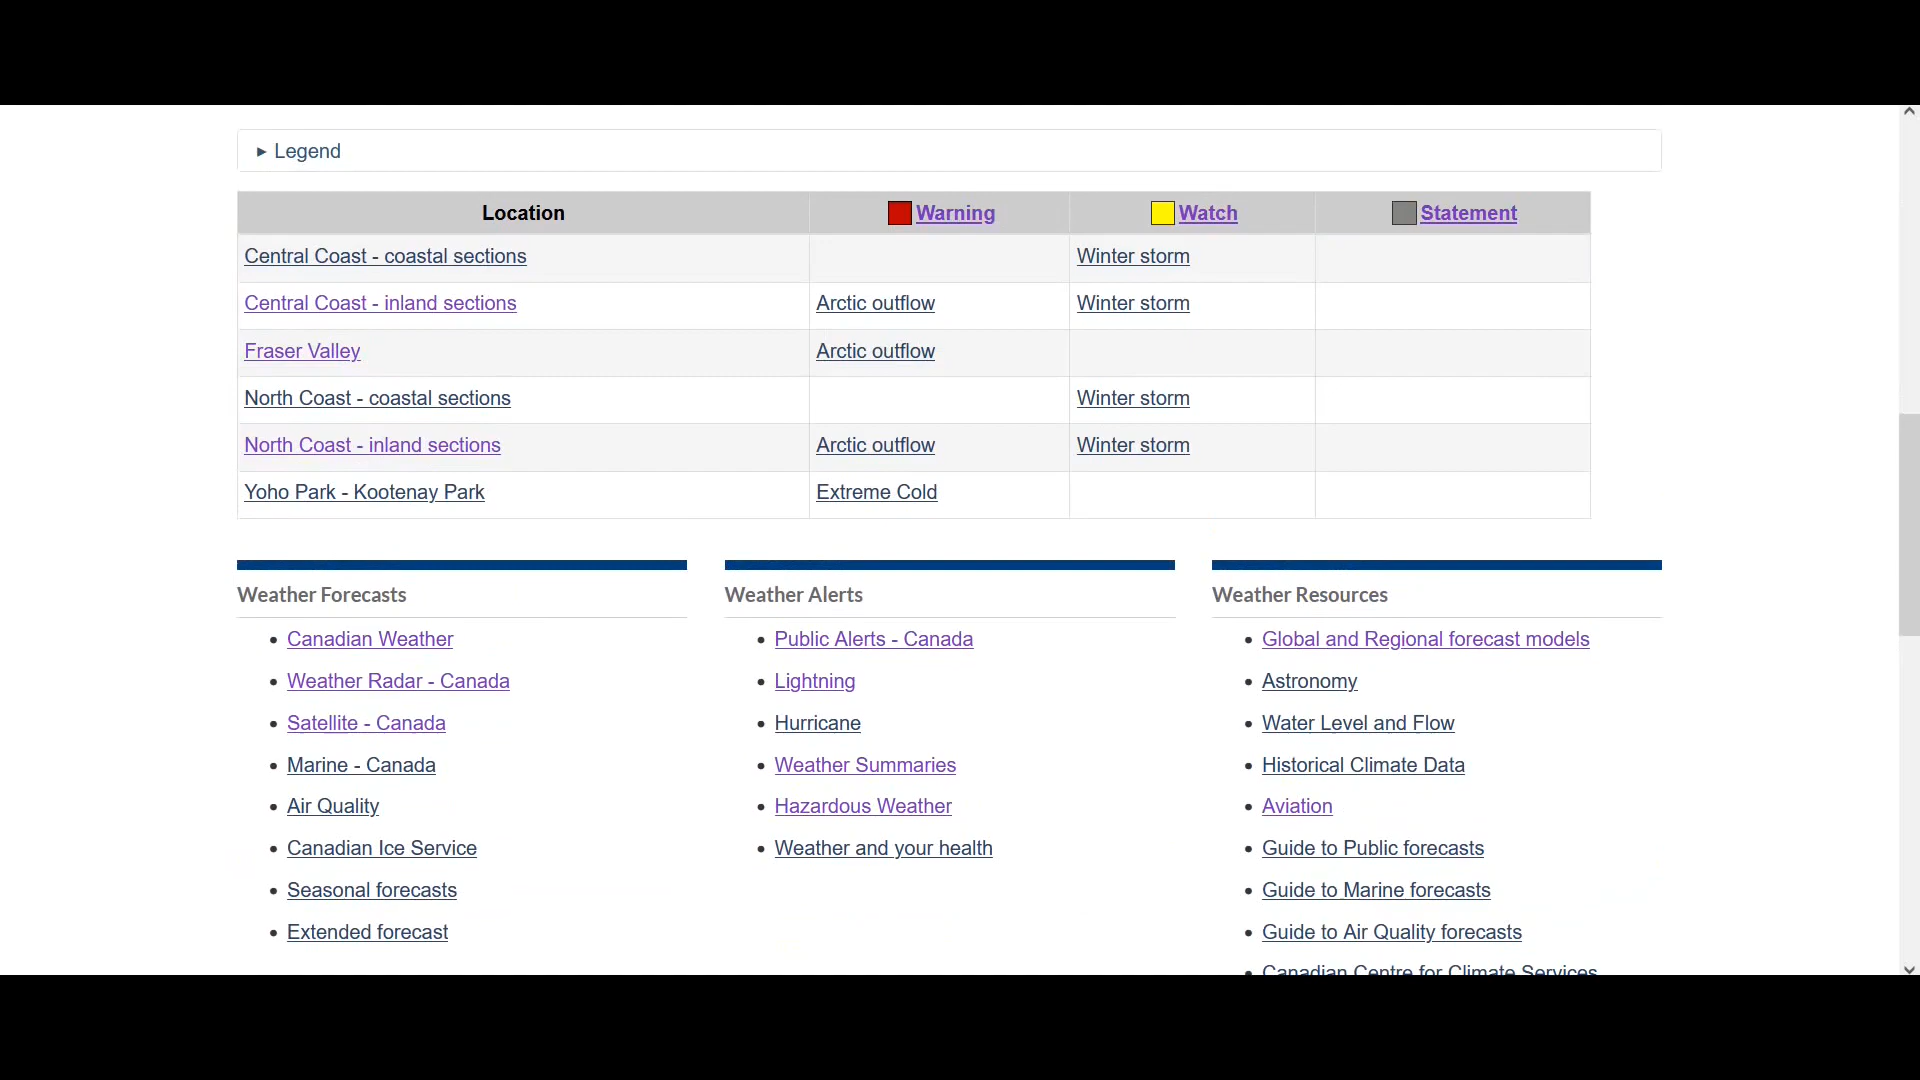 ► Legend
Location Warning Watch Statement
Central Coast - coastal sections Winter storm
Central Coast - inland sections Arctic outflow Winter storm
Fraser Valley Arctic outflow
North Coast - coastal sections Winter storm
North Coast - inland sections Arctic outflow Winter storm
Yoho Park - Kootenay Park Extreme Cold
Weather Forecasts
• Canadian Weather
• Weather Radar - Canada
• Satellite - Canada
• Marine - Canada
• Air Quality
• Canadian Ice Service
• Seasonal forecasts
• Extended forecast
Weather Alerts
• Public Alerts - Canada
• Lightning
• Hurricane
• Weather Summaries
• Hazardous Weather
• Weather and your health
Weather Resources
• Global and Regional forecast models
• Astronomy
• Water Level and Flow
• Historical Climate Data
• Aviation
• Guide to Public forecasts
• Guide to Marine forecasts
• Guide to Air Quality forecasts
• Canadian Centre for Climate Services